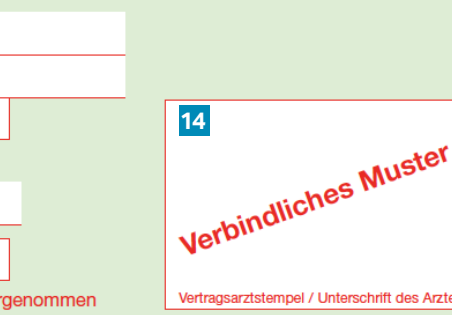 14
Verbindliches Muster
Vertragsarztstempel / Unterschrift des Arzte
rgenommen